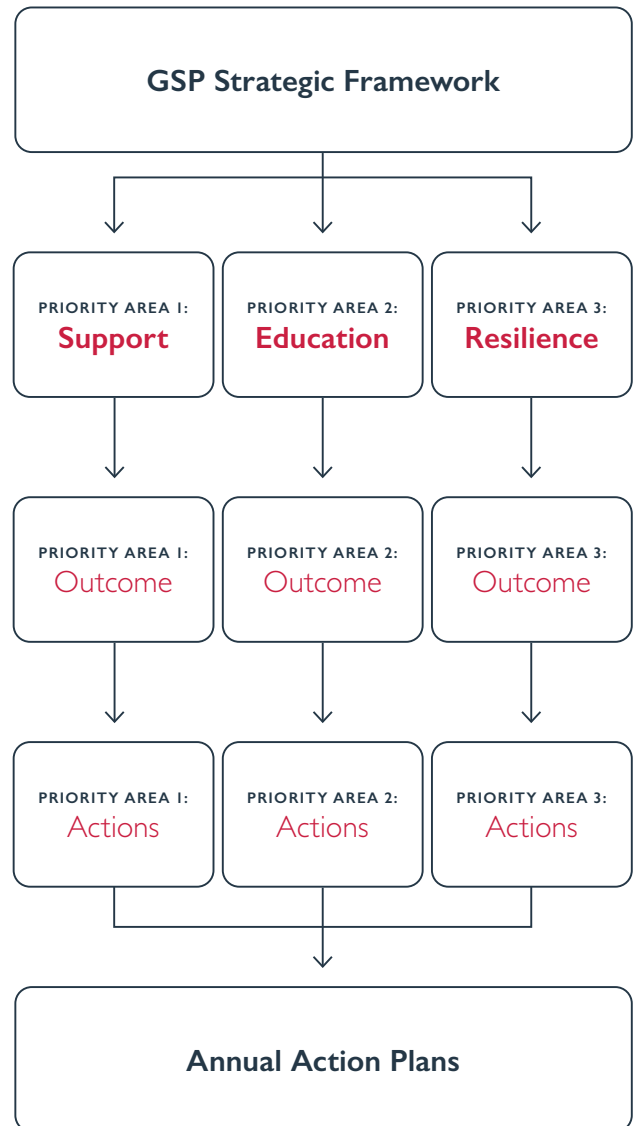 GSP Strategic Framework
PRIORITY AREA 1:
Support
PRIORITY AREA 2:
Education
PRIORITY AREA 3:
Resilience
PRIORITY AREA 1:
Outcome
PRIORITY AREA 2:
Outcome
PRIORITY AREA 3:
Outcome
PRIORITY AREA 1:
Actions
PRIORITY AREA 2:
Actions
PRIORITY AREA 3:
Actions
Annual Action Plans